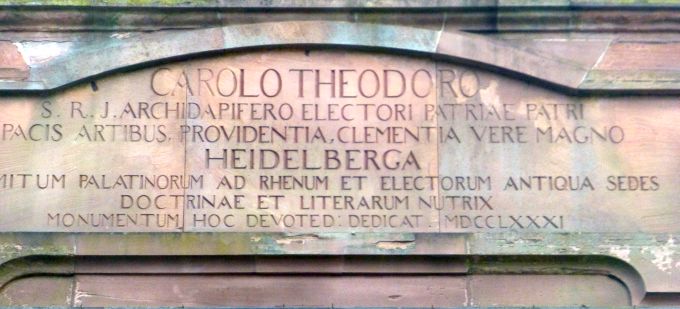 CAROLO THEODORO
S. R. J. ARCHIDAPIFERO ELECTORI PATRIAE PATRI
PACIS ARTIBUS, PROVIDENTIA, CLEMENTIA VERE MAGNO
HEIDELBERGA
MITUM PALATINORUM AD RHENUM ET ELECTORUM ANTIQUA SEDES
DOCTRINAE ET LITERARUM NUTRIX
MONUMENTUM HOC DEVOTED: DEDICAT. MDCCLXXXI